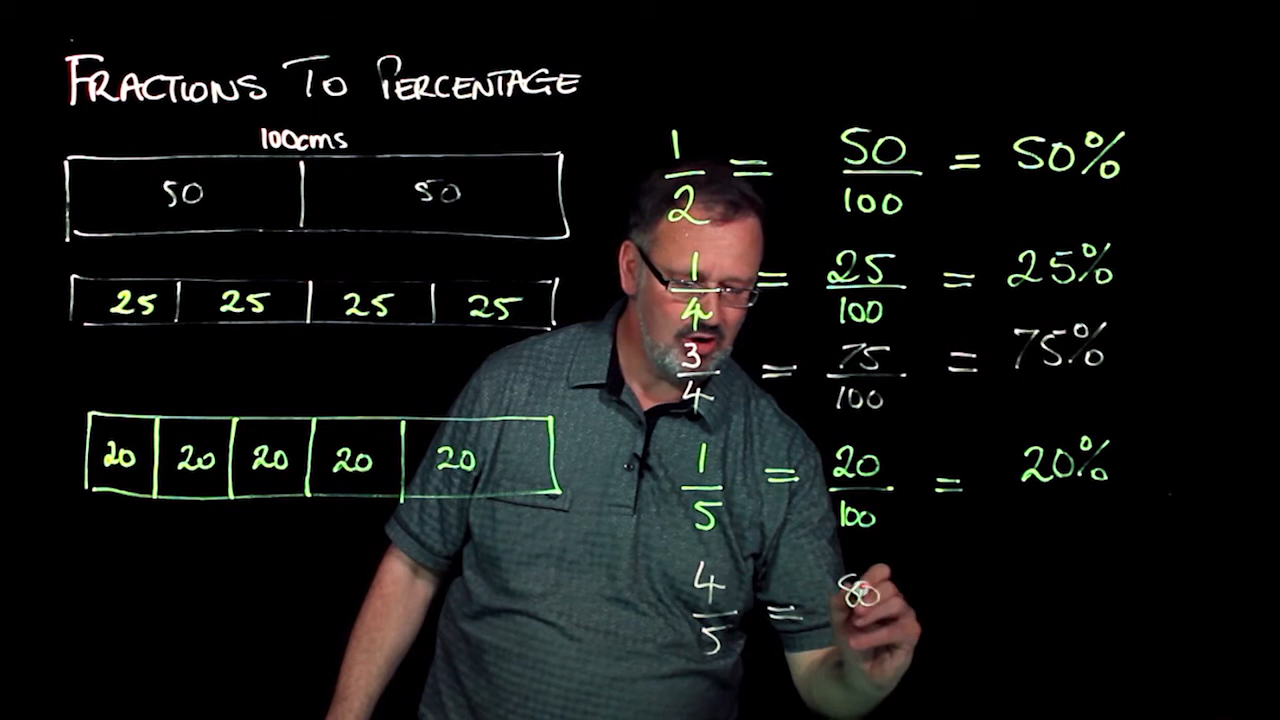 FRACTIONS TO PERCENTAGE
100cms
50 50
25 25 25 25
20 20 20 20 20
1/2 = 50/100 = 50%
1/4 = 25/100 = 25%
3/4 = 75/100 = 75%
1/5 = 20/100 = 20%
4/5 = 80